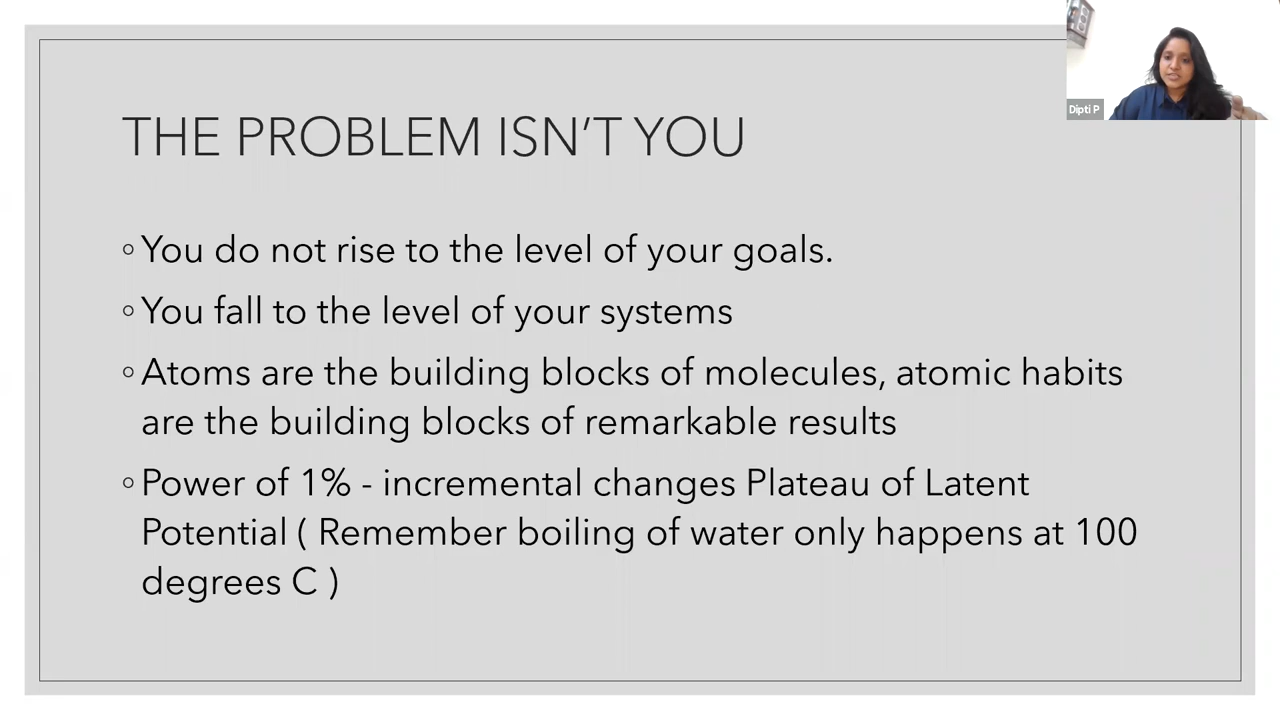 THE PROBLEM ISN’T YOU
Dipti P
◦ You do not rise to the level of your goals.
◦ You fall to the level of your systems
◦ Atoms are the building blocks of molecules, atomic habits
are the building blocks of remarkable results
◦ Power of 1% - incremental changes Plateau of Latent
Potential ( Remember boiling of water only happens at 100
degrees C )